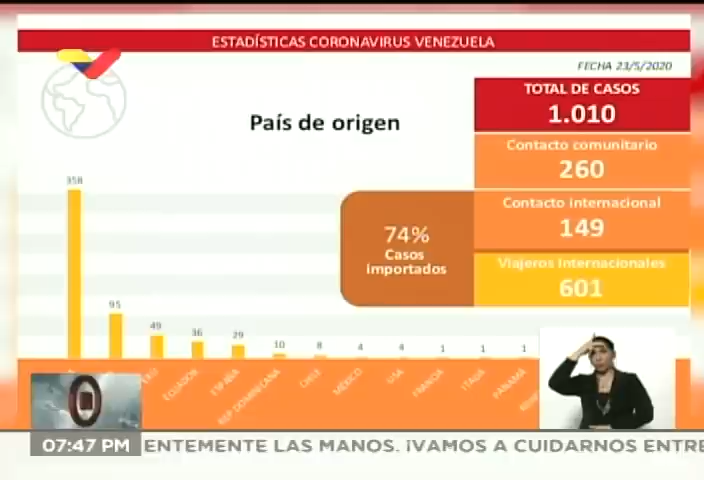 ESTADÍSTICAS CORONAVIRUS VENEZUELA
FECHA 23/5/2020
TOTAL DE CASOS
1.010
País de origen
Contacto comunitario
260
Contacto internacional
149
74%
Casos
importados
Viajeros Internacionales
601
358
95
49
36
29
10
8
4
4
1
1
1
ECUADOR
ESPAÑA
REP DOMINICANA
CHILE
MÉXICO
USA
FRANCIA
ITALIA
PANAMÁ
07:47 PM
ENTEMENTE LAS MANOS. ¡VAMOS A CUIDARNOS ENTRE